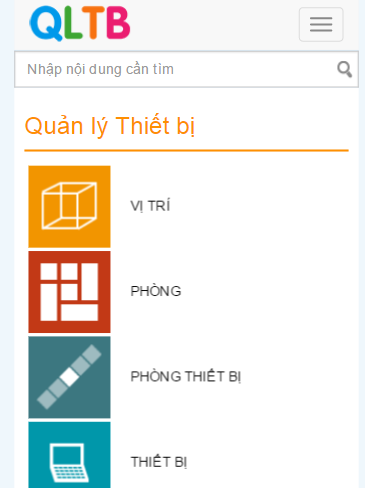 QLTB
Nhập nội dung cần tìm
Quản lý Thiết bị
VỊ TRÍ
PHÒNG
PHÒNG THIẾT BỊ
THIẾT BỊ